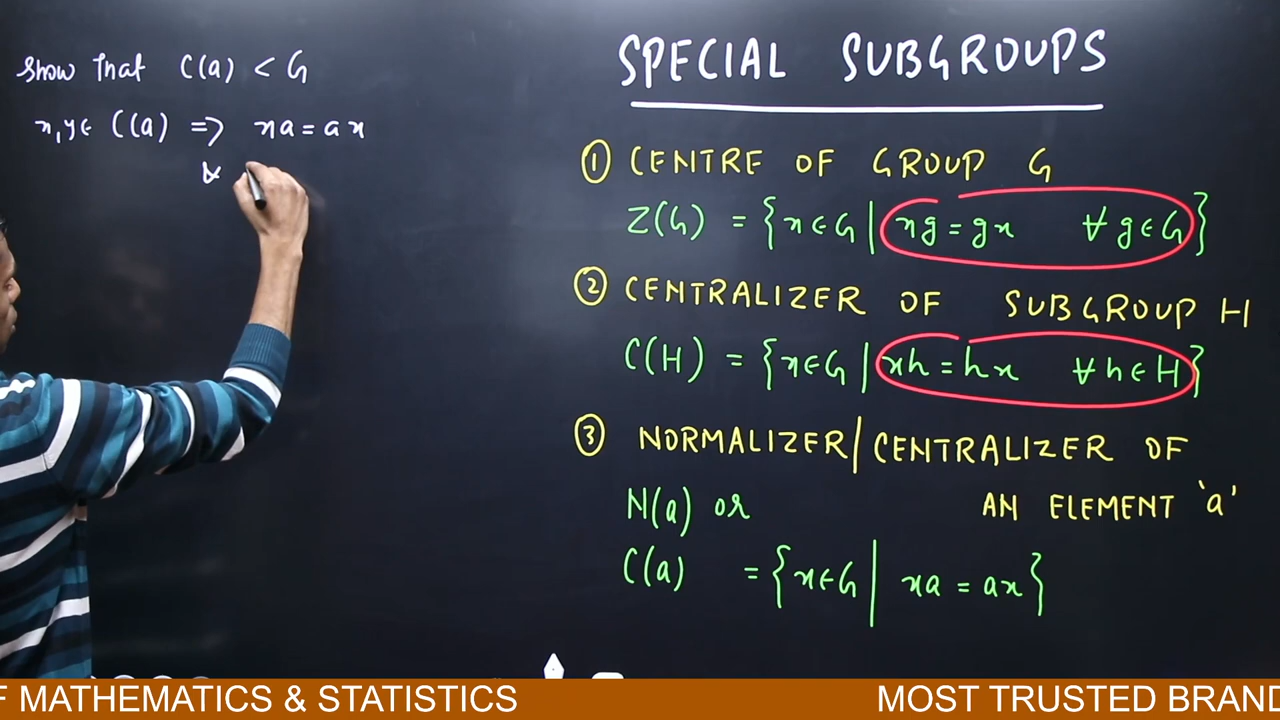 Show that C(a) < G
x,y ∈ C(a) => xa = ax
&
SPECIAL SUBGROUPS
① CENTRE OF GROUP G
Z(G) = {x∈G | xg = gx ∀ g∈G}
② CENTRALIZER OF SUBGROUP H
C(H) = {x∈G | xh = hx ∀ h∈H}
③ NORMALIZER/CENTRALIZER OF
AN ELEMENT 'a'
N(a) or
C(a) = {x∈G | xa = ax}
F MATHEMATICS & STATISTICS
MOST TRUSTED BRAND